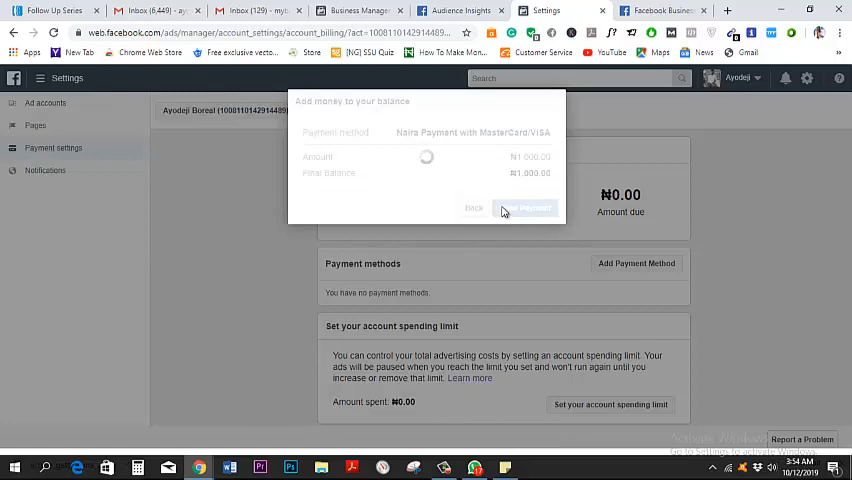 Follow Up Series
Inbox (6,449) - ay
Inbox (129) - myb
Business Manage
Audience Insights
Settings
Facebook Busines
web.facebook.com/ads/manager/account_settings/account_billing/?act=1008110142914489...
Apps
New Tab
Chrome Web Store
Free exclusive vecto...
[NG] SSU Quiz
How To Make Mon...
Customer Service
YouTube
Maps
News
Gmail
Settings
Search
Ayodeji
Ad accounts
Pages
Payment settings
Notifications
Ayodeji Boreal (1008110142914489)
Add money to your balance
Payment method
Naira Payment with MasterCard/VISA
Amount
₦1,000.00
Final Balance
₦1,000.00
Back
Payment
₦0.00
Amount due
Payment methods
Add Payment Method
You have no payment methods.
Set your account spending limit
You can control your total advertising costs by setting an account spending limit. Your
ads will be paused when you reach the limit you set and won't run again until you
increase or remove that limit. Learn more
Amount spent: ₦0.00
Set your account spending limit
Activate Windows
Go to Settings to activate Windows.
Report a Problem
3:54 AM
10/12/2019